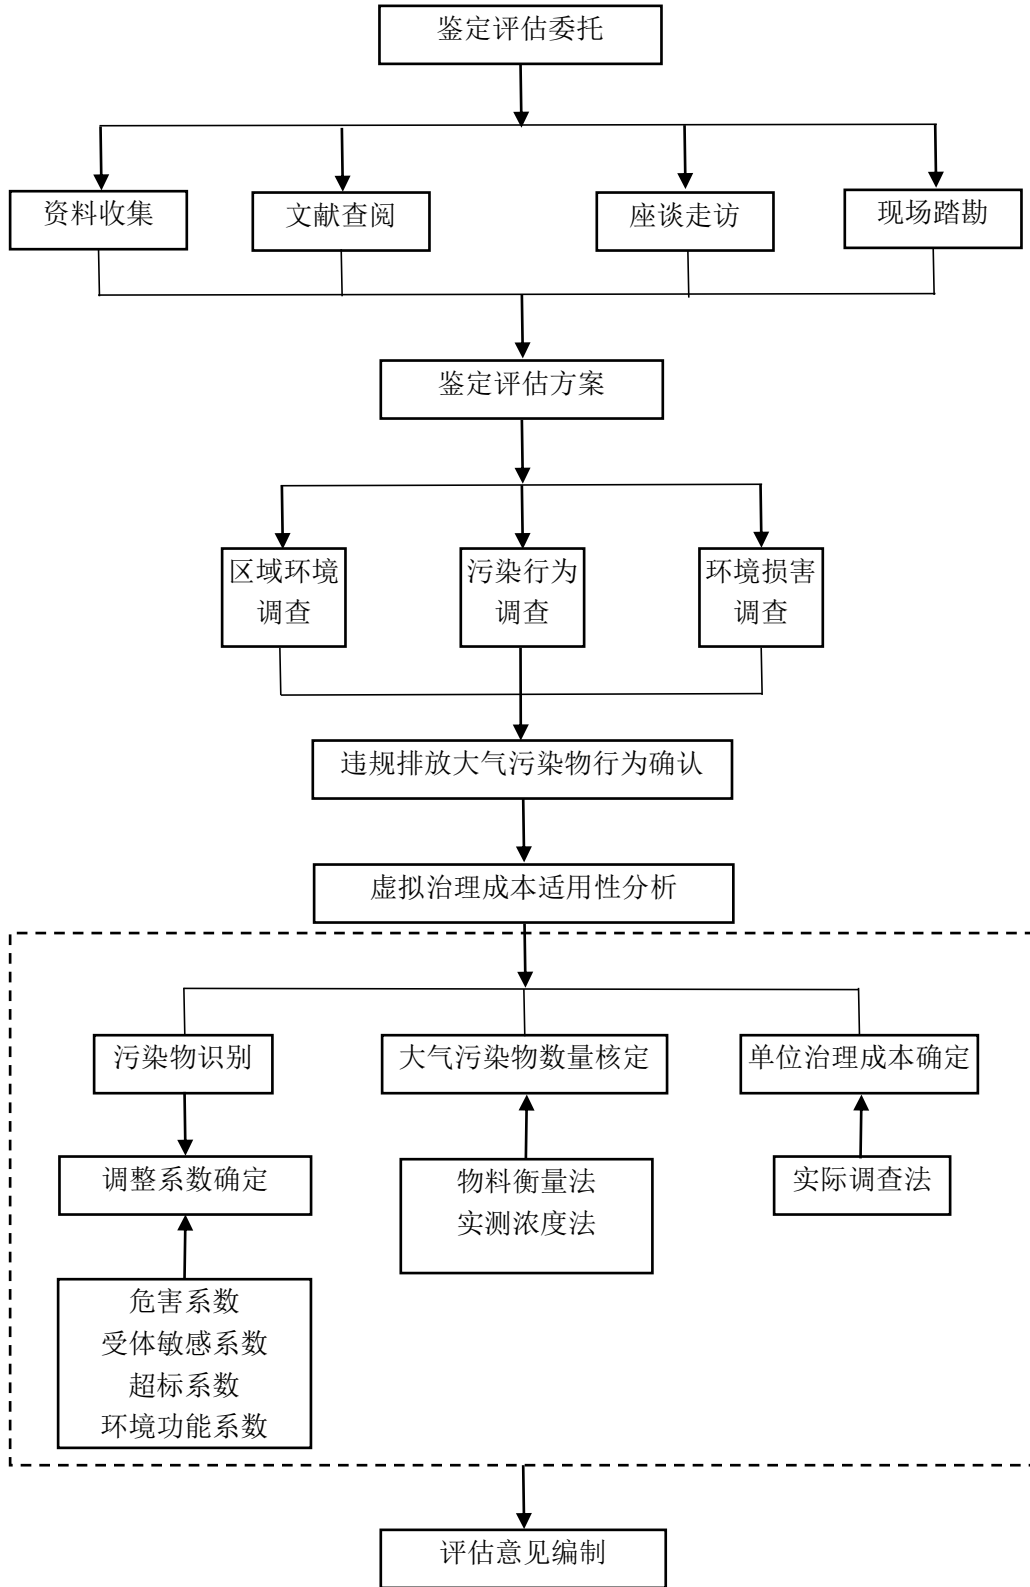 鉴定评估委托
资料收集
文献查阅
座谈走访
现场踏勘
鉴定评估方案
区域环境
调查
污染行为
调查
环境损害
调查
违规排放大气污染物行为确认
虚拟治理成本适用性分析
污染物识别
大气污染物数量核定
单位治理成本确定
调整系数确定
物料衡量法
实测浓度法
实际调查法
危害系数
受体敏感系数
超标系数
环境功能系数
评估意见编制